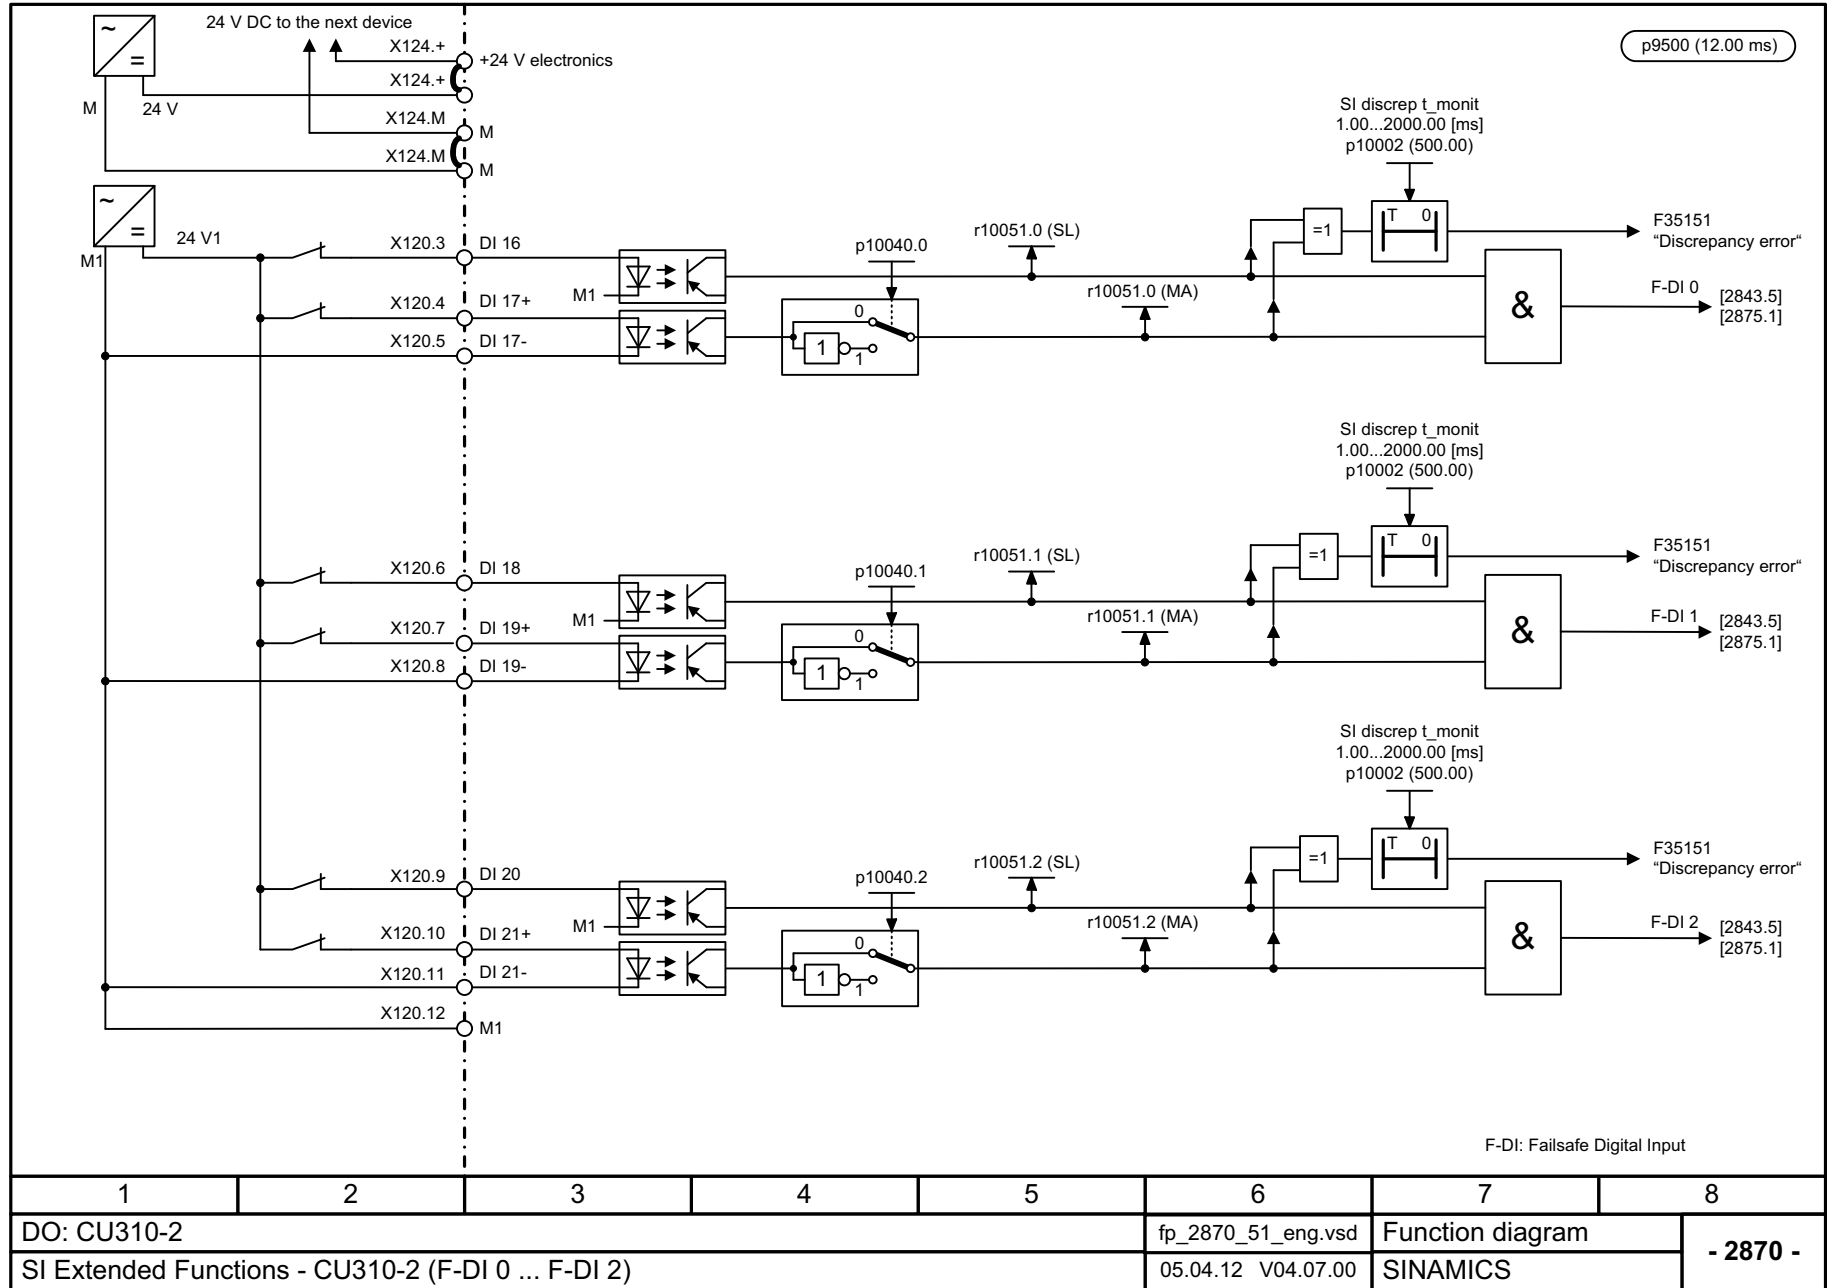 24 V DC to the next device
p9500 (12.00 ms)
~
=
X124.+
+24 V electronics
X124.+
M
24 V
X124.M
M
X124.M
M
~
=
24 V1
M1
SI discrep t_monit
1.00...2000.00 [ms]
p10002 (500.00)
X120.3
DI 16
p10040.0
r10051.0 (SL)
=1
T 0
F35151
“Discrepancy error“
M1
X120.4
DI 17+
r10051.0 (MA)
0
1
1
&
F-DI 0
[2843.5]
[2875.1]
X120.5
DI 17-
SI discrep t_monit
1.00...2000.00 [ms]
p10002 (500.00)
X120.6
DI 18
p10040.1
r10051.1 (SL)
=1
T 0
F35151
“Discrepancy error“
M1
X120.7
DI 19+
r10051.1 (MA)
0
1
1
&
F-DI 1
[2843.5]
[2875.1]
X120.8
DI 19-
SI discrep t_monit
1.00...2000.00 [ms]
p10002 (500.00)
X120.9
DI 20
p10040.2
r10051.2 (SL)
=1
T 0
F35151
“Discrepancy error“
M1
X120.10
DI 21+
r10051.2 (MA)
0
1
1
&
F-DI 2
[2843.5]
[2875.1]
X120.11
DI 21-
X120.12
M1
F-DI: Failsafe Digital Input
1 2 3 4 5 6 7 8
DO: CU310-2
fp_2870_51_eng.vsd
Function diagram
- 2870 -
SI Extended Functions - CU310-2 (F-DI 0 ... F-DI 2)
05.04.12 V04.07.00
SINAMICS